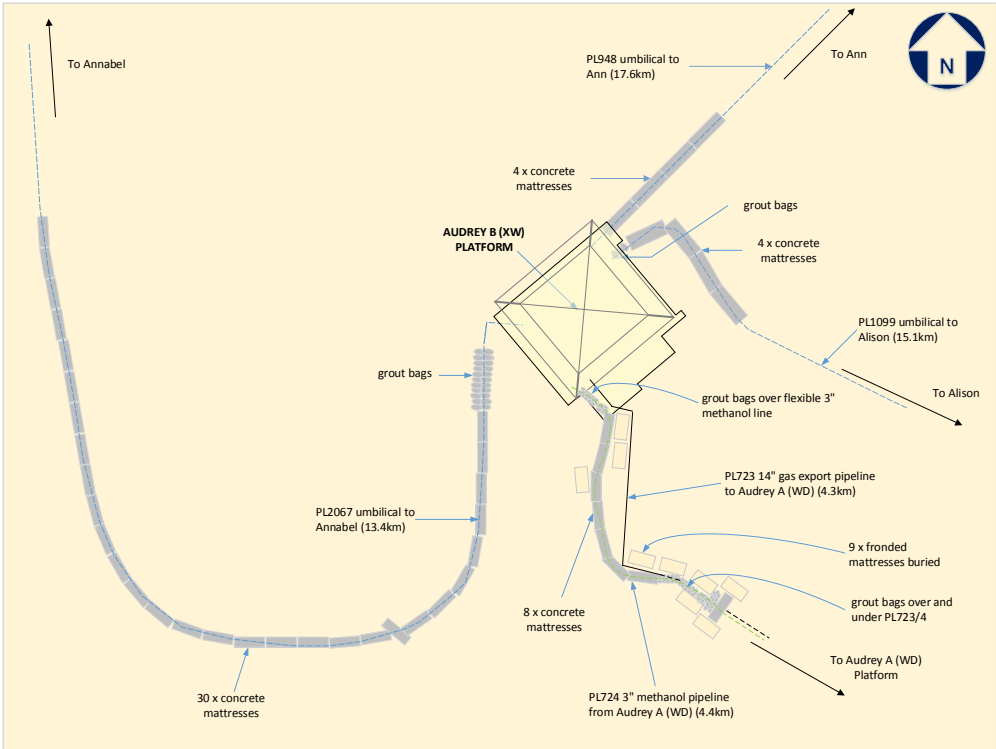 To Annabel
PL948 umbilical to
Ann (17.6km)
To Ann
N
4 x concrete
mattresses
grout bags
AUDREY B (XW)
PLATFORM
4 x concrete
mattresses
PL1099 umbilical to
Alison (15.1km)
grout bags
To Alison
grout bags over flexible 3"
methanol line
PL723 14" gas export pipeline
to Audrey A (WD) (4.3km)
PL2067 umbilical to
Annabel (13.4km)
9 x fronded
mattresses buried
8 x concrete
mattresses
grout bags over and
under PL723/4
To Audrey A (WD)
Platform
30 x concrete
mattresses
PL724 3" methanol pipeline
from Audrey A (WD) (4.4km)